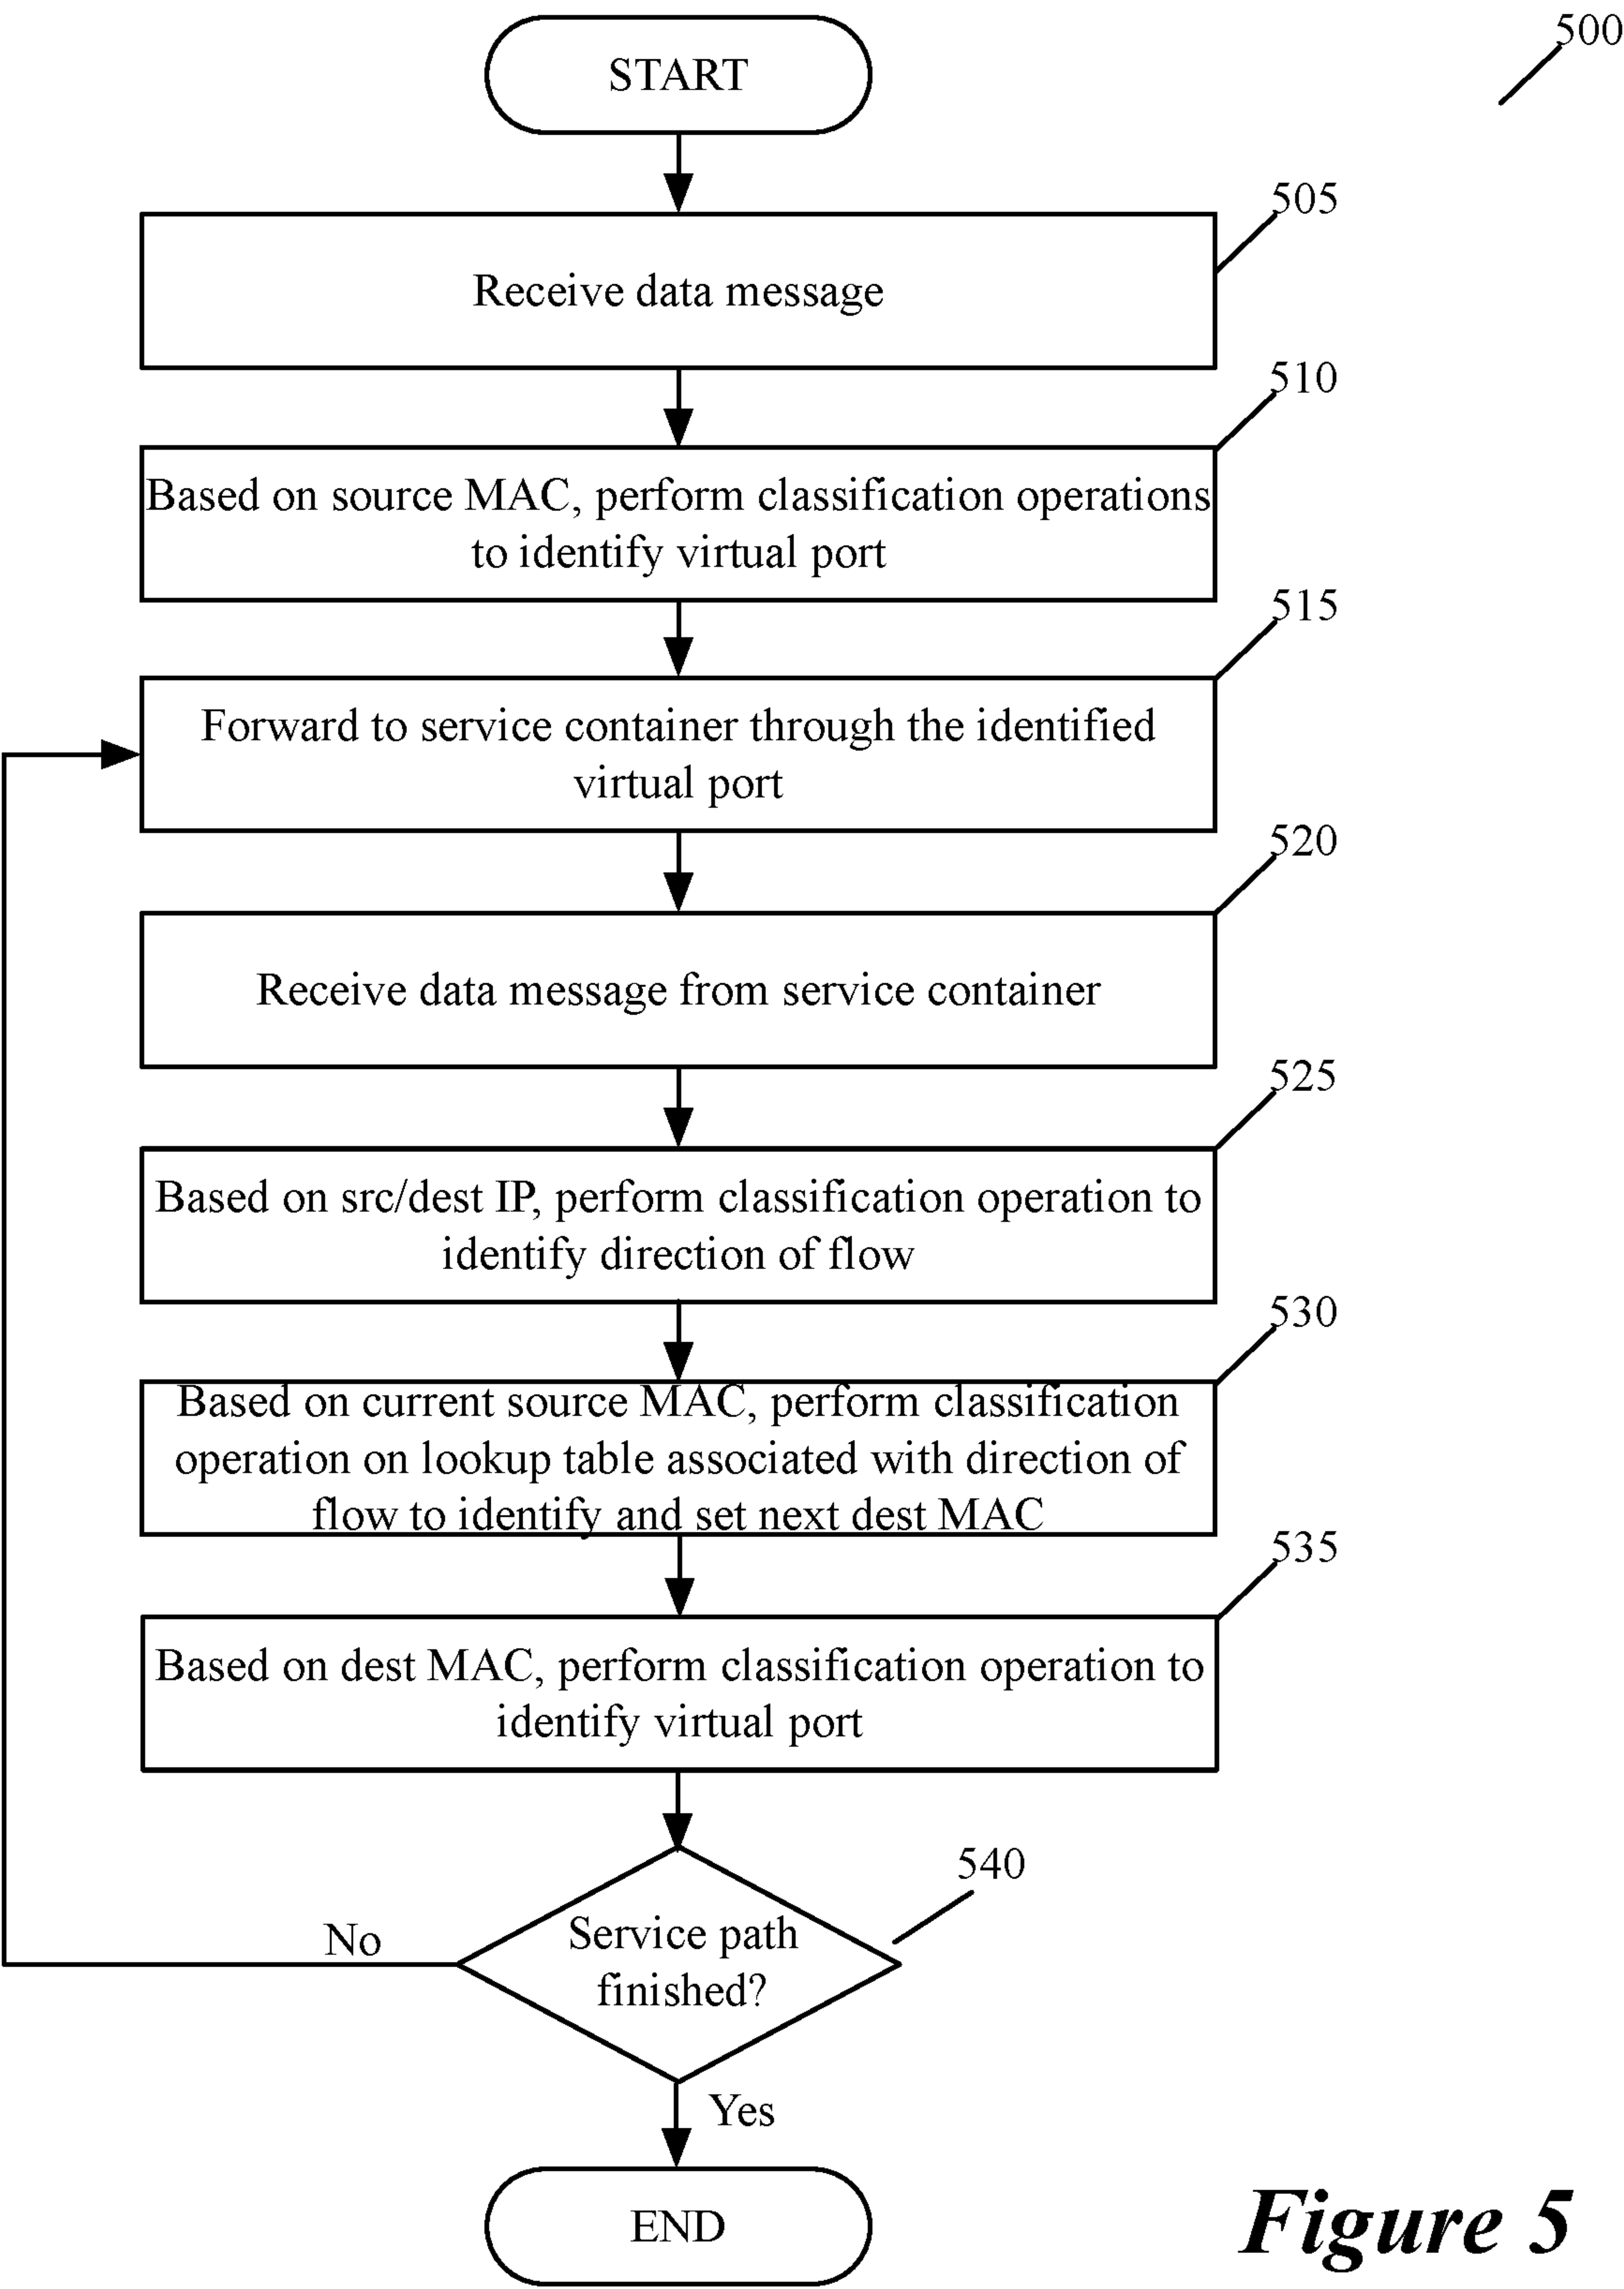 500
START
505
Receive data message
510
Based on source MAC, perform classification operations
to identify virtual port
515
Forward to service container through the identified
virtual port
520
Receive data message from service container
525
Based on src/dest IP, perform classification operation to
identify direction of flow
530
Based on current source MAC, perform classification
operation on lookup table associated with direction of
flow to identify and set next dest MAC
535
Based on dest MAC, perform classification operation to
identify virtual port
540
Service path
finished?
No
Yes
END
Figure 5